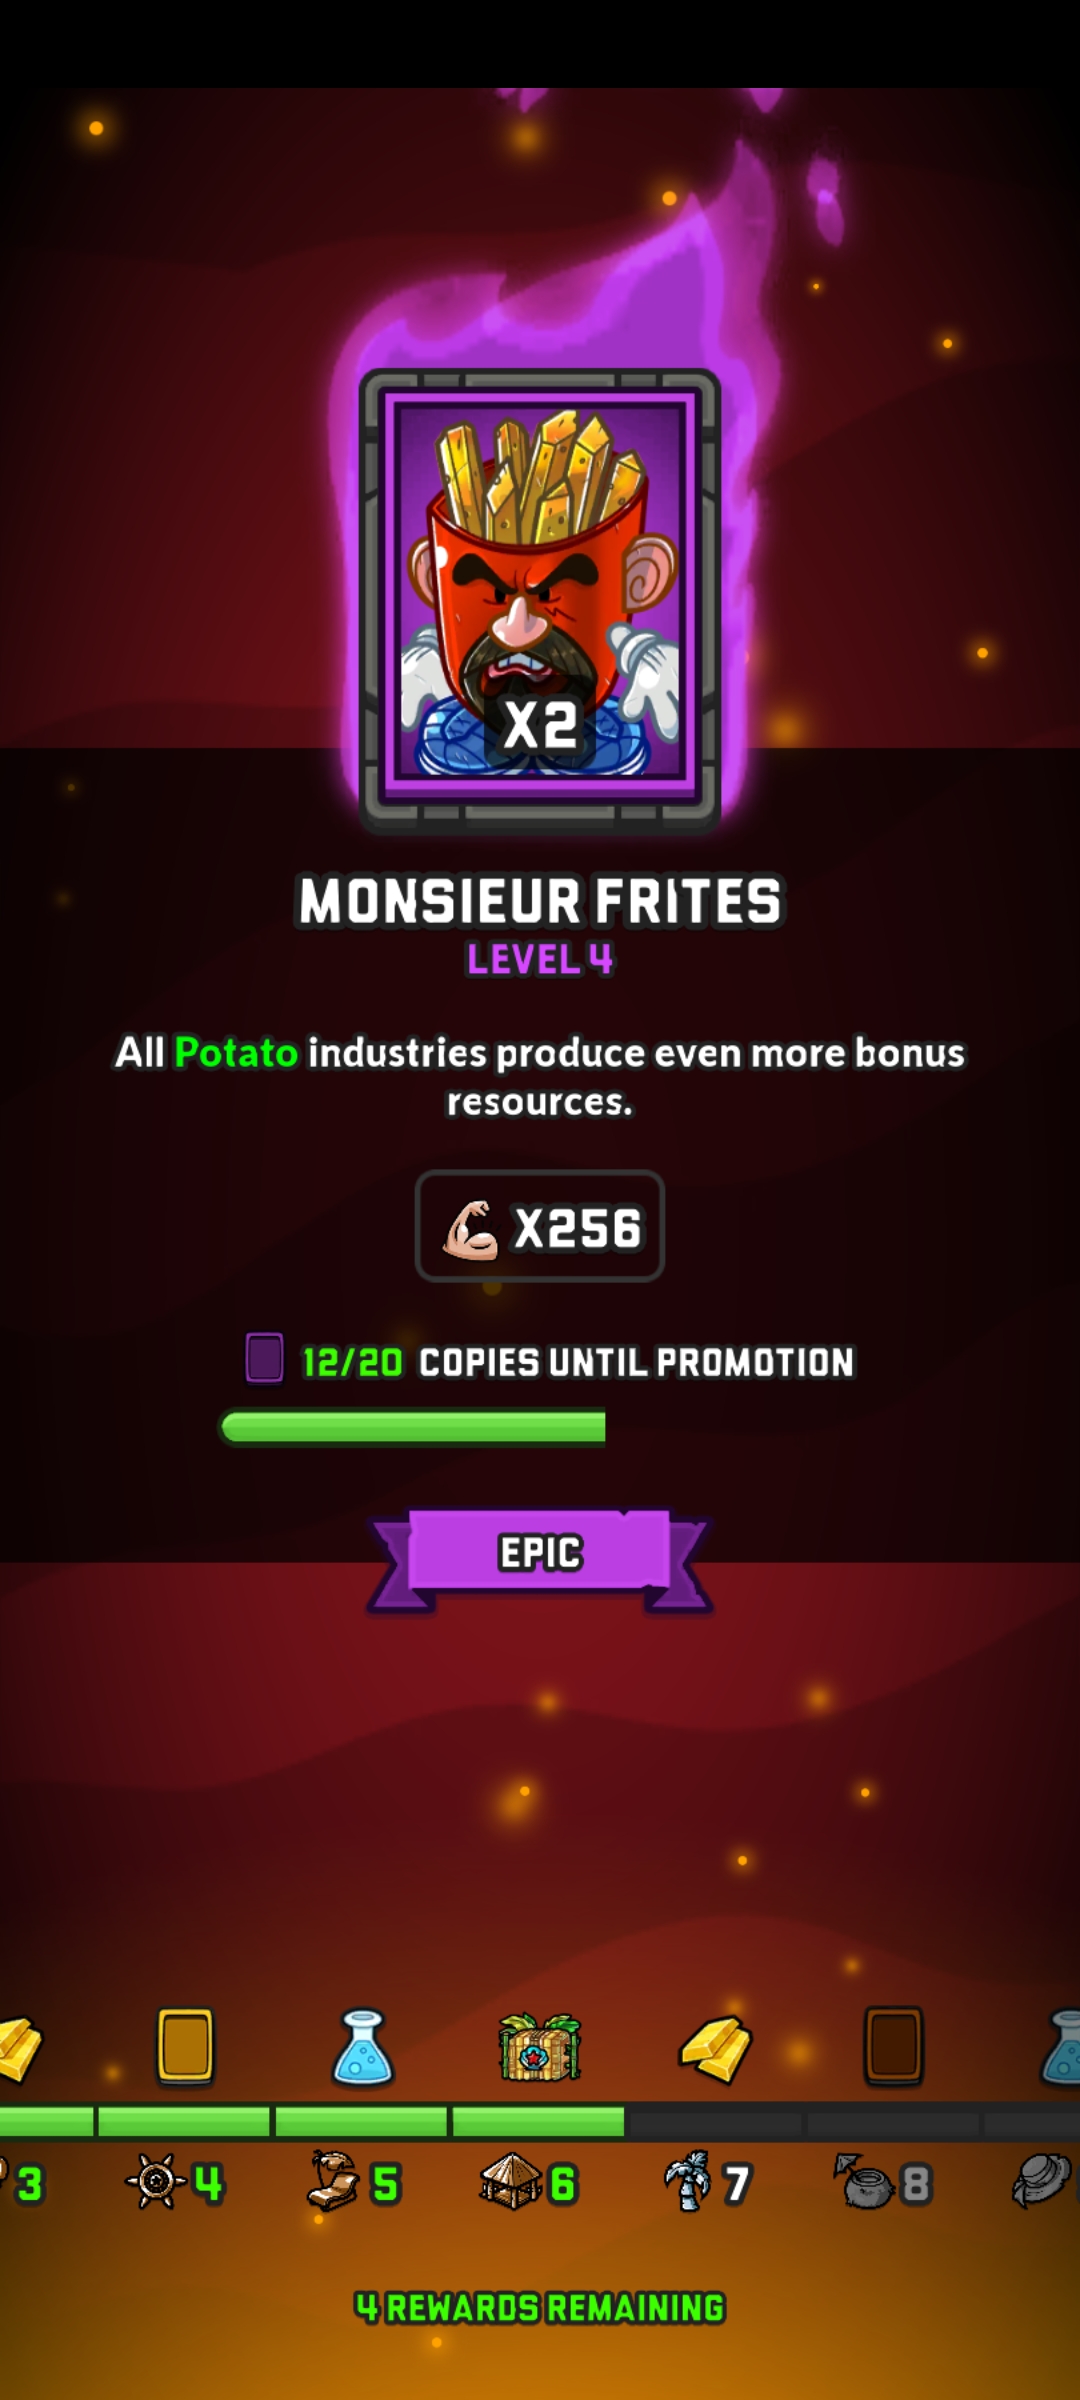 X2
MONSIEUR FRITES
LEVEL 4
All Potato industries produce even more bonus
resources.
X256
12/20 COPIES UNTIL PROMOTION
EPIC
3 4 5 6 7 8
4 REWARDS REMAINING